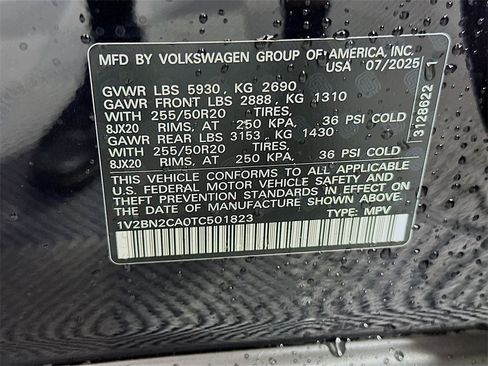 MFD BY VOLKSWAGEN GROUP OF AMERICA, INC.
USA 07/2025
GVWR LBS 5930, KG 2690
GAWR FRONT LBS 2888, KG 1310
WITH 255/50R20 TIRES,
8JX20 RIMS, AT 250 KPA, 36 PSI COLD
GAWR REAR LBS 3153, KG 1430
WITH 255/50R20 TIRES,
8JX20 RIMS, AT 250 KPA, 36 PSI COLD
THIS VEHICLE CONFORMS TO ALL APPLICABLE
U.S. FEDERAL MOTOR VEHICLE SAFETY AND
THEFT PREVENTION STANDARDS IN EFFECT ON
DATE OF MANUFACTURE SHOWN ABOVE.
1V2BN2CA0TC501823 TYPE: MPV
3128622 1